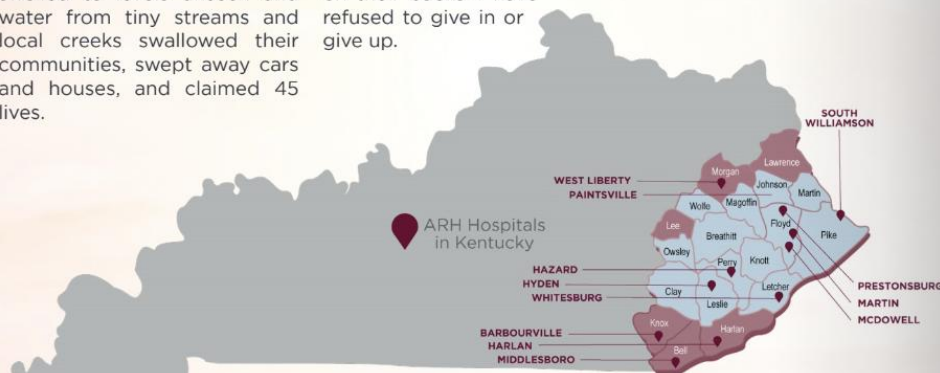 water from tiny streams and
local creeks swallowed their
communities, swept away cars
and houses, and claimed 45
lives.
refused to give in or
give up.
ARH Hospitals
in Kentucky
SOUTH
WILLIAMSON
WEST LIBERTY
PAINTSVILLE
HAZARD
HYDEN
WHITESBURG
BARBOURVILLE
HARLAN
MIDDLESBORO
PRESTONSBURG
MARTIN
MCDOWELL
Lawrence
Morgan
Johnson
Martin
Wolfe
Magoffin
Floyd
Pike
Lee
Breathitt
Owsley
Knott
Perry
Clay
Leslie
Letcher
Knox
Harlan
Bell